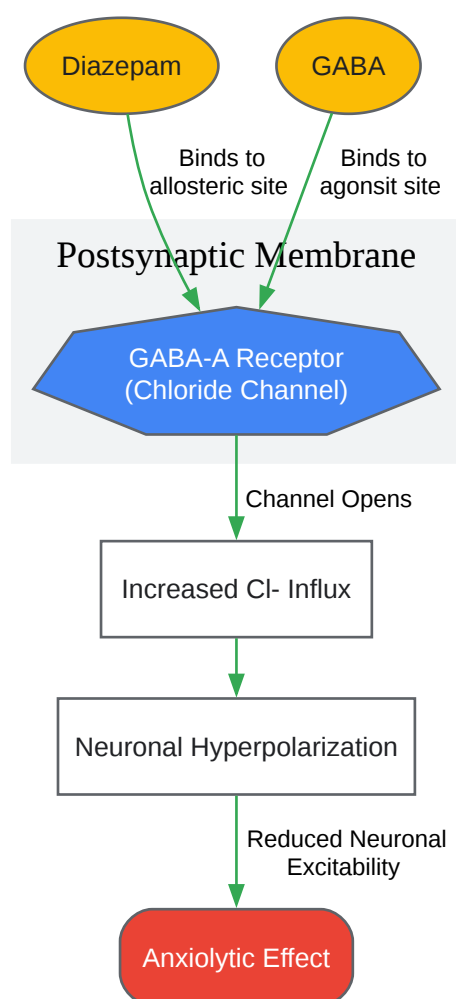 Diazepam
GABA
Binds to
allosteric site
Binds to
agonsit site
Postsynaptic Membrane
GABA-A Receptor
(Chloride Channel)
Channel Opens
Increased Cl- Influx
Neuronal Hyperpolarization
Reduced Neuronal
Excitability
Anxiolytic Effect